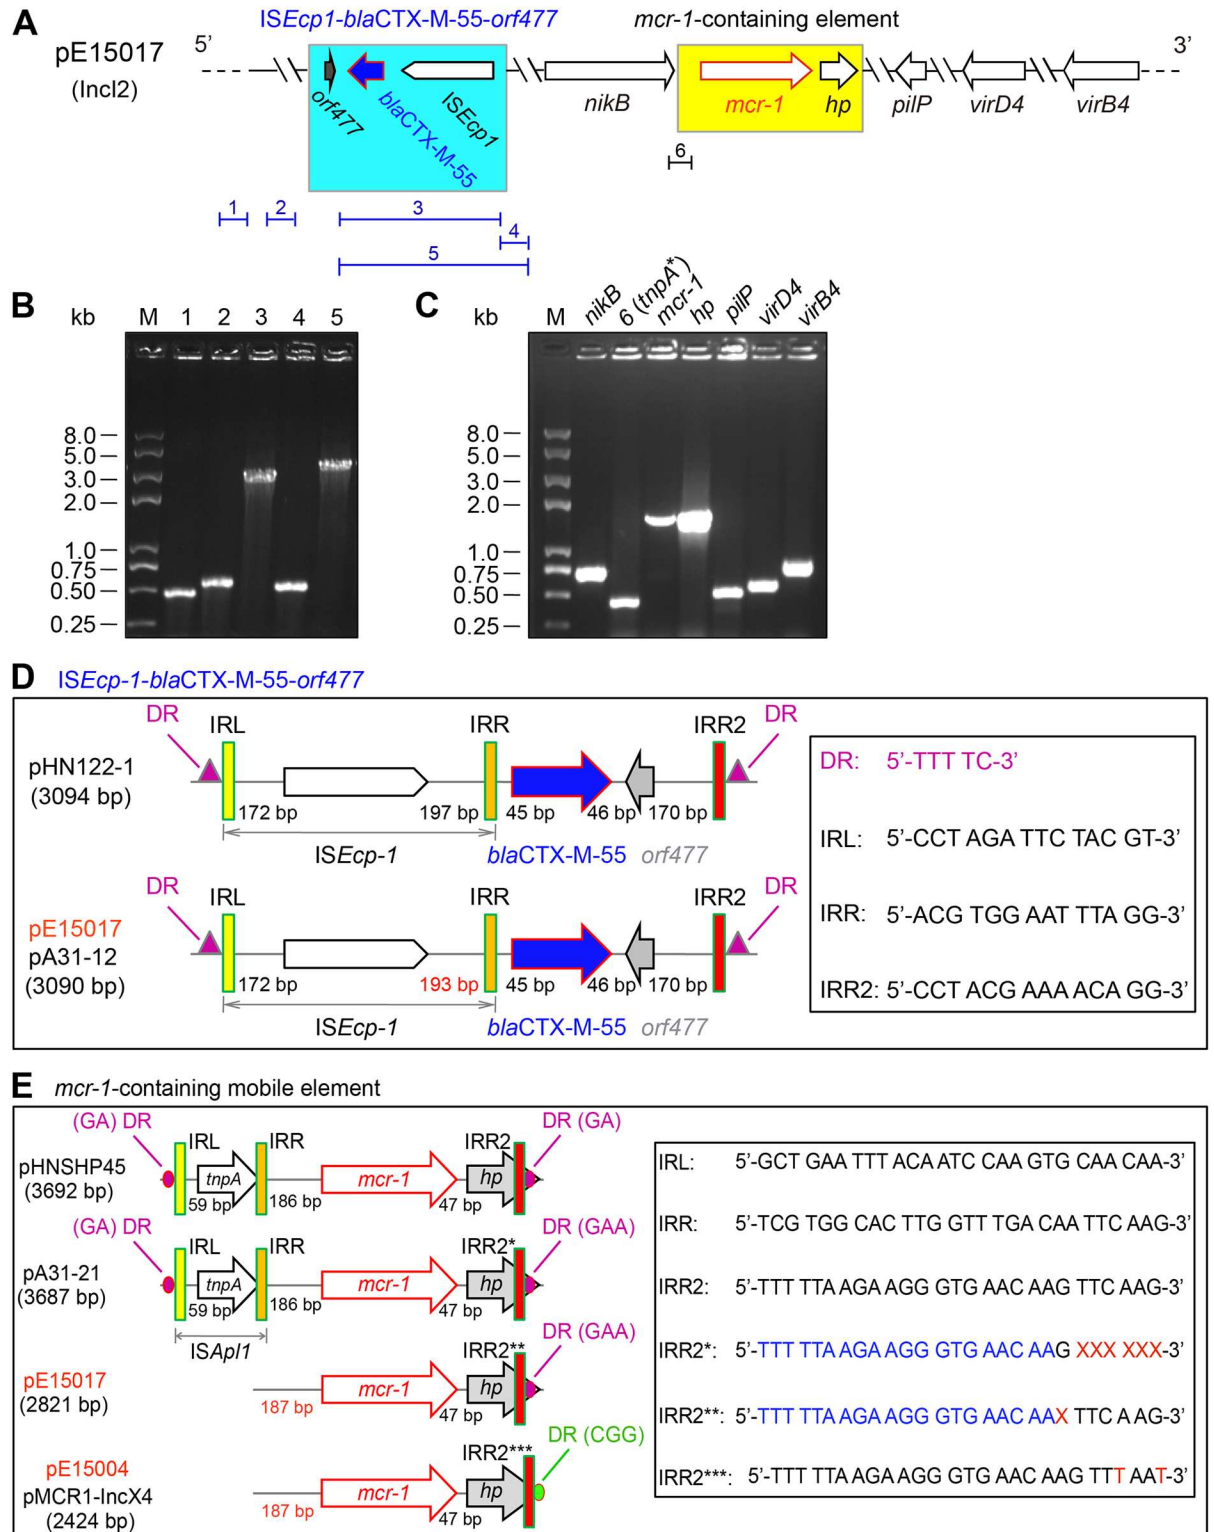 A
ISEcp1-blaCTX-M-55-orf477
mcr-1-containing element
pE15017
(IncI2)
5’
3’
orf477
blaCTX-M-55
ISEcp1
nikB
mcr-1
hp
pilP
virD4
virB4
6
1
2
3
4
5
B
kb M 1 2 3 4 5
8.0
5.0
3.0
2.0
1.0
0.75
0.50
0.25
C
kb M nikB 6 (tnpA*) mcr-1 hp pilP virD4 virB4
8.0
5.0
3.0
2.0
1.0
0.75
0.50
0.25
D ISEcp-1-blaCTX-M-55-orf477
DR IRL IRR IRR2 DR
pHN122-1
(3094 bp)
172 bp 197 bp 45 bp 46 bp 170 bp
ISEcp-1 blaCTX-M-55 orf477
DR IRL IRR IRR2 DR
pE15017
pA31-12
(3090 bp)
172 bp 193 bp 45 bp 46 bp 170 bp
ISEcp-1 blaCTX-M-55 orf477
DR: 5’-TTT TC-3’
IRL: 5’-CCT AGA TTC TAC GT-3’
IRR: 5’-ACG TGG AAT TTA GG-3’
IRR2: 5’-CCT ACG AAA ACA GG-3’
E mcr-1-containing mobile element
(GA) DR IRL IRR IRR2 DR (GA)
pHNSHP45
(3692 bp)
tnpA mcr-1 hp
59 bp 186 bp 47 bp
(GA) DR IRL IRR IRR2* DR (GAA)
pA31-21
(3687 bp)
tnpA mcr-1 hp
59 bp 186 bp 47 bp
ISApl1
IRR2** DR (GAA)
pE15017
(2821 bp)
mcr-1 hp
187 bp 47 bp
IRR2*** DR (CGG)
pE15004
pMCR1-IncX4
(2424 bp)
mcr-1 hp
187 bp 47 bp
IRL: 5’-GCT GAA TTT ACA ATC CAA GTG CAA CAA-3’
IRR: 5’-TCG TGG CAC TTG GTT TGA CAA TTC AAG-3’
IRR2: 5’-TTT TTA AGA AGG GTG AAC AAG TTC AAG-3’
IRR2*: 5’-TTT TTA AGA AGG GTG AAC AAG XXX XXX-3’
IRR2**: 5’-TTT TTA AGA AGG GTG AAC AAX TTC AAG-3’
IRR2***: 5’-TTT TTA AGA AGG GTG AAC AAG TTT AAT-3’